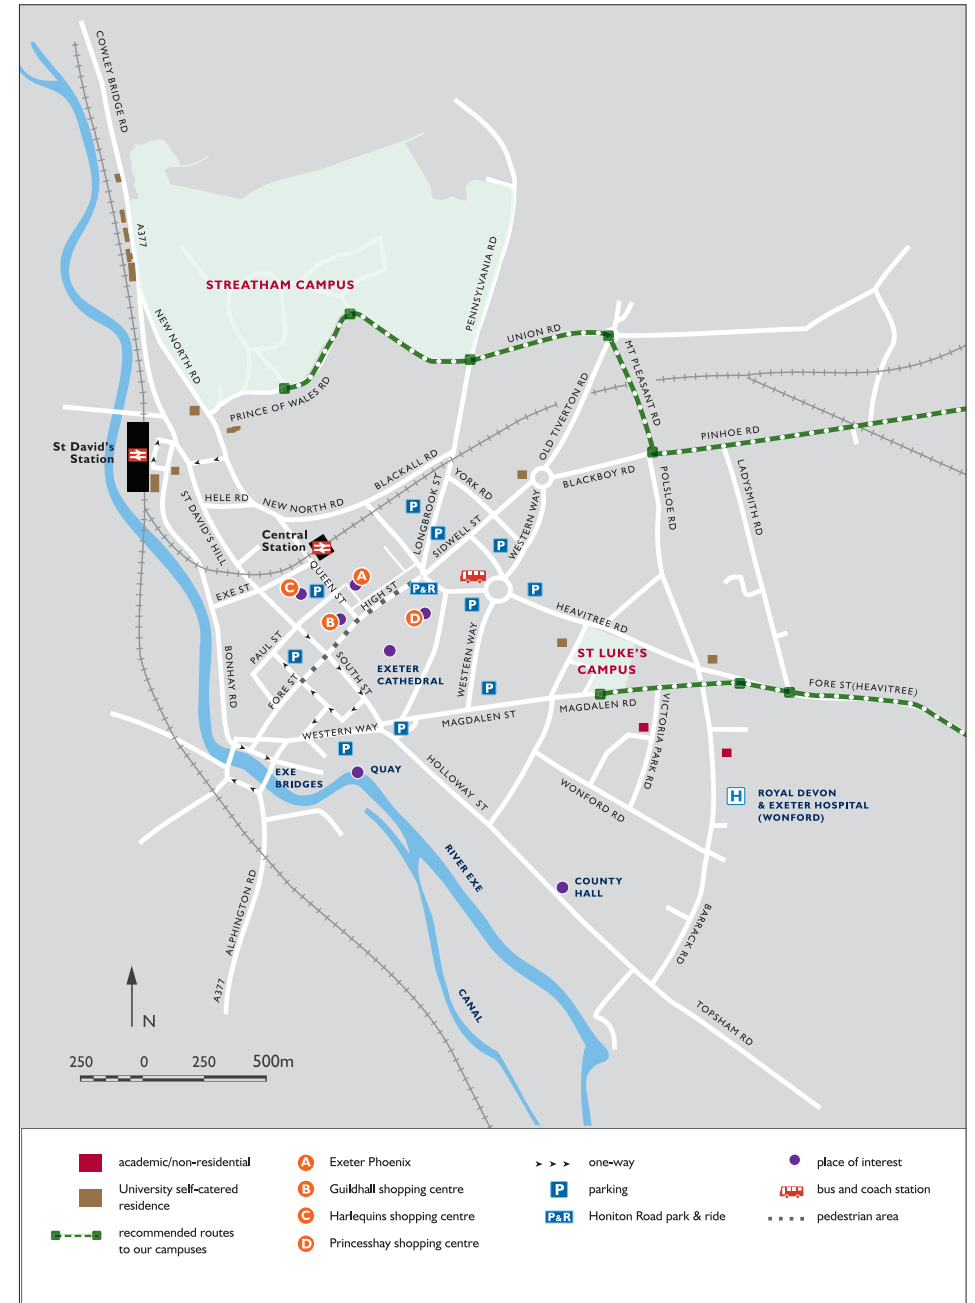 COWLEY BRIDGE RD
A377
STREATHAM CAMPUS
PENNSYLVANIA RD
NEW NORTH RD
UNION RD
MT PLEASANT RD
PRINCE OF WALES RD
OLD TIVERTON RD
PINHOE RD
St David's
Station
BLACKALL RD
YORK RD
BLACKBOY RD
LADYSMITH RD
POLSLOE RD
HELE RD
NEW NORTH RD
LONGBROOK ST
SIDWELL ST
WESTERN WAY
ST DAVID'S HILL
Central
Station
P
P
P
QUEEN ST
A
C
P
EXE ST
HIGH ST
P&R
P
P
B
D
HEAVITREE RD
PAUL ST
P
SOUTH ST
EXETER
CATHEDRAL
WESTERN WAY
ST LUKE'S
CAMPUS
BONHAY RD
FORE ST
P
FORE ST(HEAVITREE)
MAGDALEN RD
MAGDALEN ST
VICTORIA PARK RD
WESTERN WAY
P
P
EXE
BRIDGES
QUAY
HOLLOWAY ST
WONFORD RD
H
ROYAL DEVON
& EXETER HOSPITAL
(WONFORD)
RIVER EXE
COUNTY
HALL
ALPHINGTON RD
BARRACK RD
A377
CANAL
TOPSHAM RD
N
250 0 250 500m
academic/non-residential
University self-catered
residence
recommended routes
to our campuses
A Exeter Phoenix
B Guildhall shopping centre
C Harlequins shopping centre
D Princesshay shopping centre
one-way
P parking
P&R Honiton Road park & ride
place of interest
bus and coach station
pedestrian area